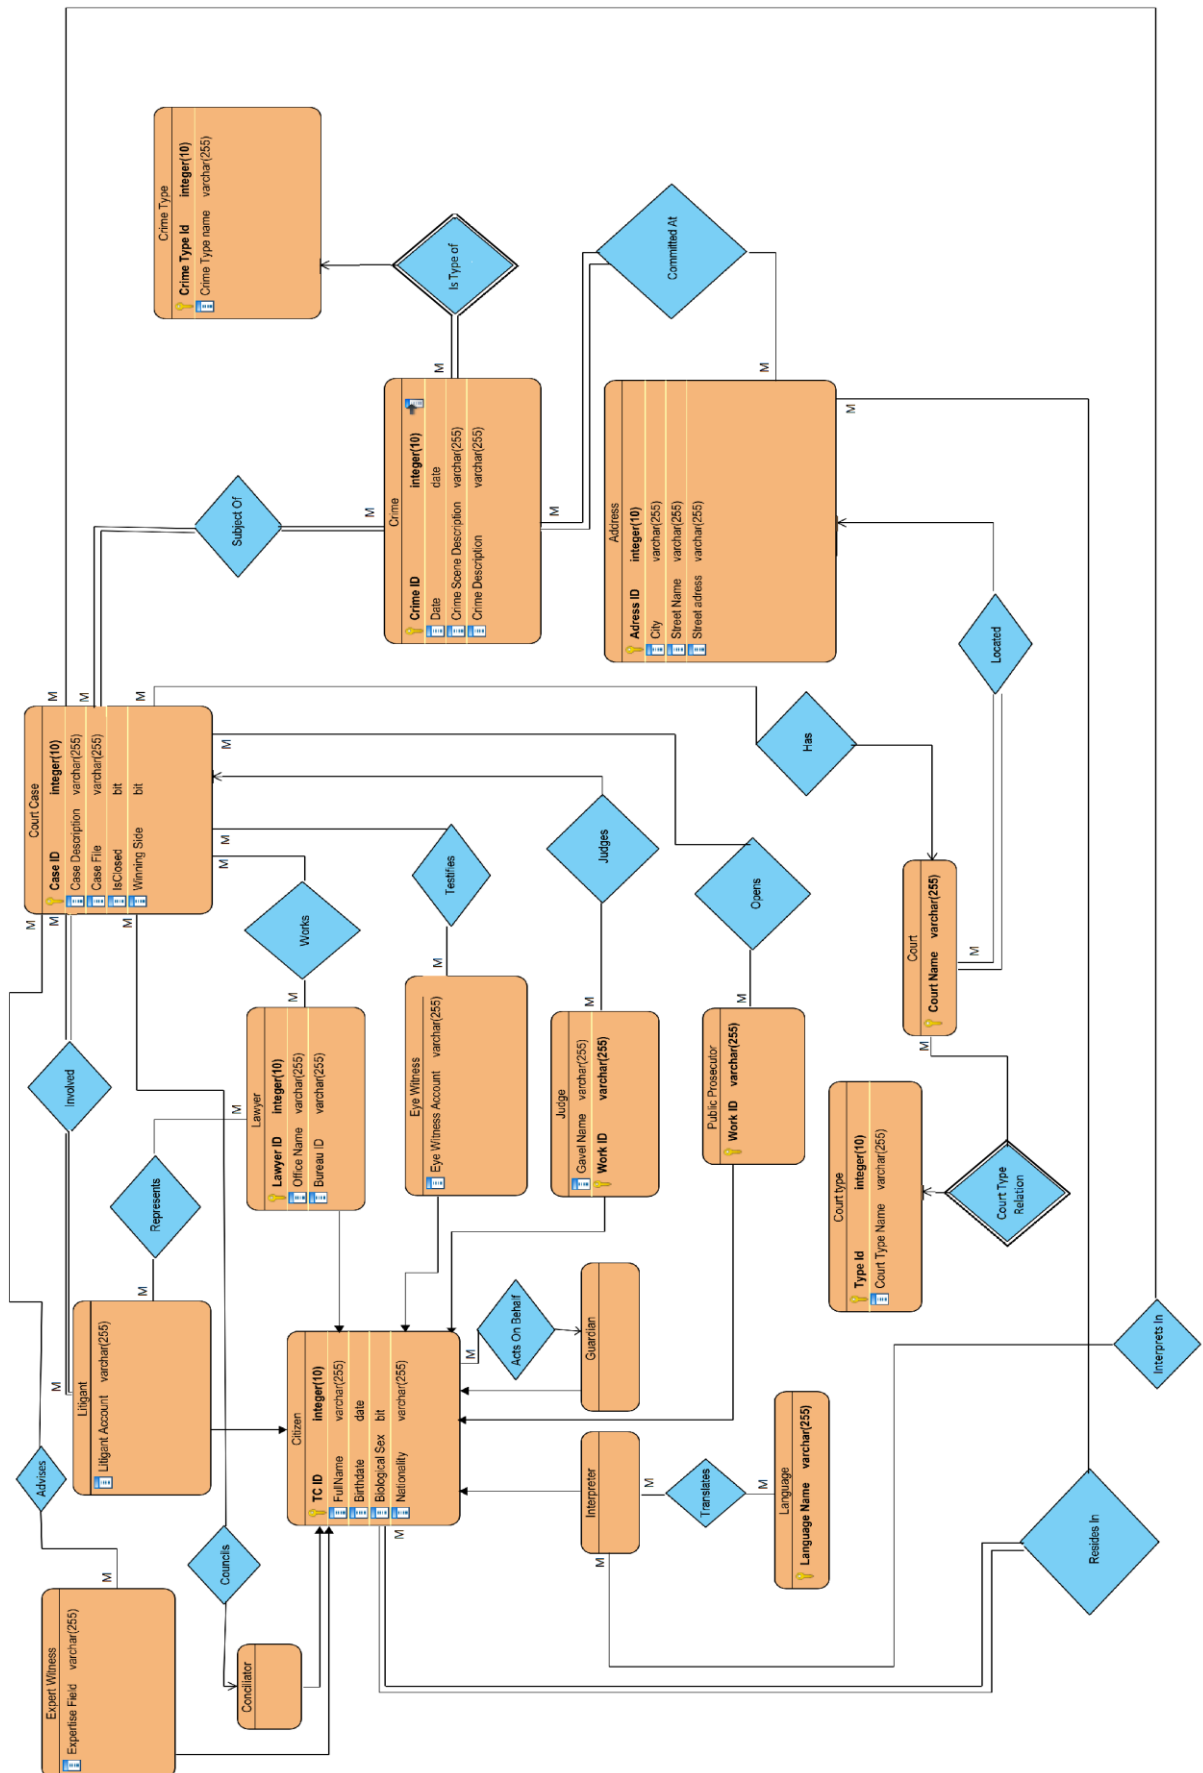 Expert Witness
Expertise Field varchar(255)
M
Advises
M
Conciliator
Councils
M
Litigant
Litigant Account varchar(255)
M
M
Involved
M
Represents
M
Citizen
TC ID integer(10)
FullName varchar(255)
Birthdate date
Biological Sex bit
Nationality varchar(255)
M
M
Acts On Behalf
Guardian
Lawyer
Lawyer ID integer(10)
Office Name varchar(255)
Bureau ID varchar(255)
M
Works
M
Eye Witness
Eye Witness Account varchar(255)
M
Testifies
M
Judge
Gavel Name varchar(255)
Work ID varchar(255)
M
Judges
Public Prosecutor
Work ID varchar(255)
M
Opens
M
Court Case
Case ID integer(10)
Case Description varchar(255)
Case File varchar(255)
IsClosed bit
Winning Side bit
M
M
M
Subject Of
M
Crime
Crime ID integer(10)
Date date
Crime Scene Description varchar(255)
Crime Description varchar(255)
M
Is Type of
Crime Type
Crime Type Id integer(10)
Crime Type name varchar(255)
M
Committed At
M
Address
Adress ID integer(10)
City varchar(255)
Street Name varchar(255)
Street adress varchar(255)
M
Has
Located
M
Court
Court Name varchar(255)
M
Court Type
Relation
Court type
Type Id integer(10)
Court Type Name varchar(255)
Interpreter
M
M
Translates
M
Language
Language Name varchar(255)
Interprets In
Resides In